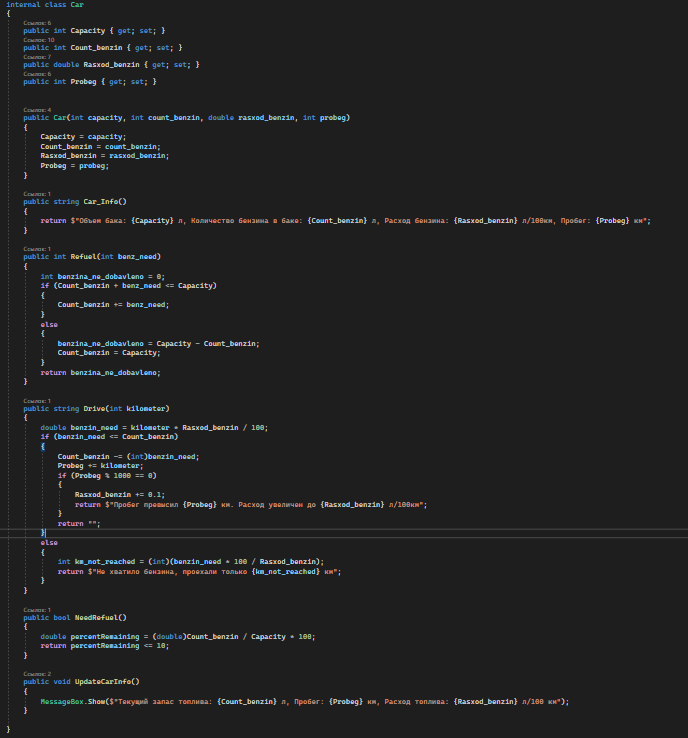 internal class Car
{
Ссылок: 6
public int Capacity { get; set; }
Ссылок: 10
public int Count_benzin { get; set; }
Ссылок: 7
public double Rasxod_benzin { get; set; }
Ссылок: 6
public int Probeg { get; set; }
Ссылок: 4
public Car(int capacity, int count_benzin, double rasxod_benzin, int probeg)
{
Capacity = capacity;
Count_benzin = count_benzin;
Rasxod_benzin = rasxod_benzin;
Probeg = probeg;
}
Ссылок: 1
public string Car_Info()
{
return $"Объем бака: {Capacity} л, Количество бензина в баке: {Count_benzin} л, Расход бензина: {Rasxod_benzin} л/100км, Пробег: {Probeg} км";
}
Ссылок: 1
public int Refuel(int benz_need)
{
int benzina_ne_dobavleno = 0;
if (Count_benzin + benz_need <= Capacity)
{
Count_benzin += benz_need;
}
else
{
benzina_ne_dobavleno = Capacity - Count_benzin;
Count_benzin = Capacity;
}
return benzina_ne_dobavleno;
}
Ссылок: 1
public string Drive(int kilometer)
{
double benzin_need = kilometer * Rasxod_benzin / 100;
if (benzin_need <= Count_benzin)
{
Count_benzin -= (int)benzin_need;
Probeg += kilometer;
if (Probeg % 1000 == 0)
{
Rasxod_benzin += 0.1;
return $"Пробег превысил {Probeg} км. Расход увеличен до {Rasxod_benzin} л/100км";
}
return "";
}
else
{
int km_not_reached = (int)(benzin_need * 100 / Rasxod_benzin);
return $"Не хватило бензина, проехали только {km_not_reached} км";
}
}
Ссылок: 1
public bool NeedRefuel()
{
double percentRemaining = (double)Count_benzin / Capacity * 100;
return percentRemaining <= 10;
}
Ссылок: 2
public void UpdateCarInfo()
{
MessageBox.Show($"Текущий запас топлива: {Count_benzin} л, Пробег: {Probeg} км, Расход топлива: {Rasxod_benzin} л/100 км");
}
}